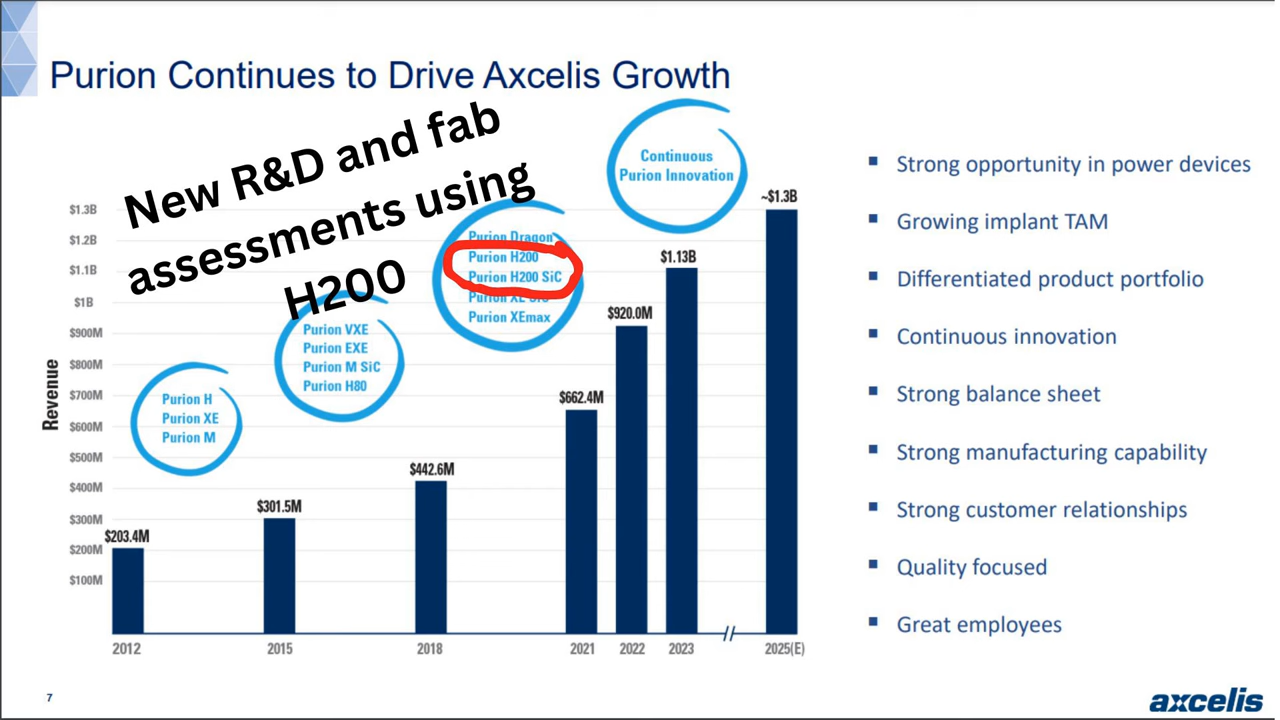 Purion Continues to Drive Axcelis Growth
New R&D and fab
assessments using
H200
Continuous
Purion Innovation
Purion Dragon
Purion H200
Purion H200 SiC
Purion XE SiC
Purion XEmax
Purion VXE
Purion EXE
Purion M SiC
Purion H80
Purion H
Purion XE
Purion M
Revenue
$1.3B
$1.2B
$1.1B
$1B
$900M
$800M
$700M
$600M
$500M
$400M
$300M
$200M
$100M
$203.4M
$301.5M
$442.6M
$662.4M
$920.0M
$1.13B
~$1.3B
2012
2015
2018
2021
2022
2023
2025(E)
Strong opportunity in power devices
Growing implant TAM
Differentiated product portfolio
Continuous innovation
Strong balance sheet
Strong manufacturing capability
Strong customer relationships
Quality focused
Great employees
7
axcelis